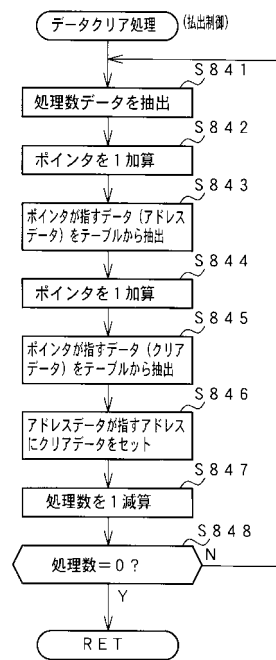 データクリア処理
(払出制御)
S841
処理数データを抽出
S842
ポインタを1加算
S843
ポインタが指すデータ(アドレス
データ)をテーブルから抽出
S844
ポインタを1加算
S845
ポインタが指すデータ(クリア
データ)をテーブルから抽出
S846
アドレスデータが指すアドレス
にクリアデータをセット
S847
処理数を1減算
S848
処理数=0?
N
Y
RET